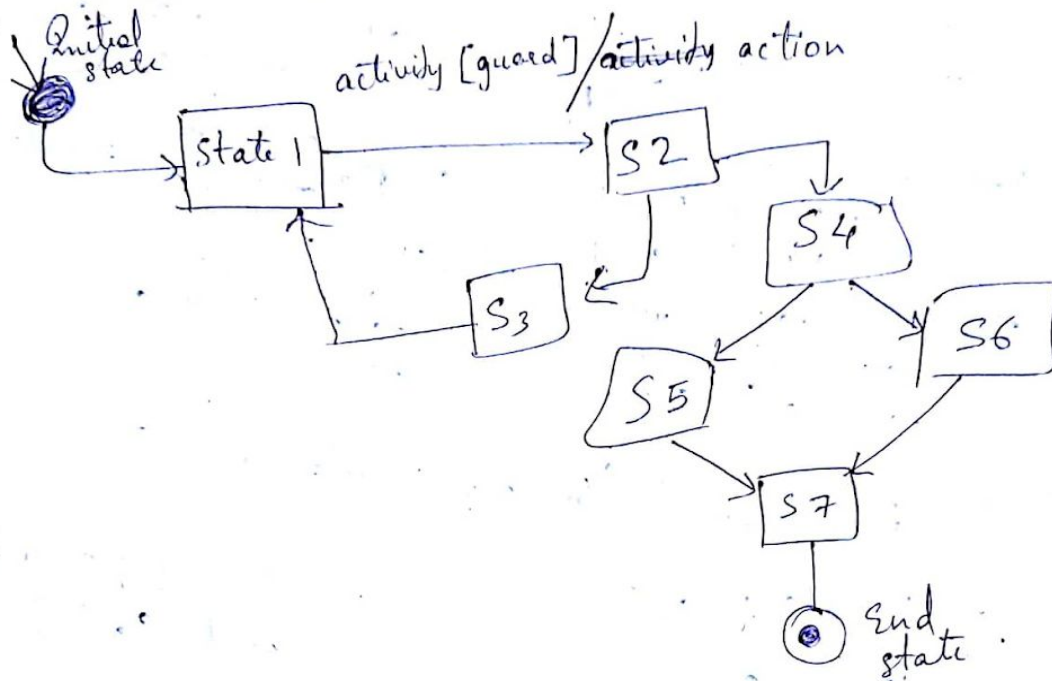 Initial
state
activity [guard] / activity action
State 1
S2
S4
S3
S6
S5
S7
End
state